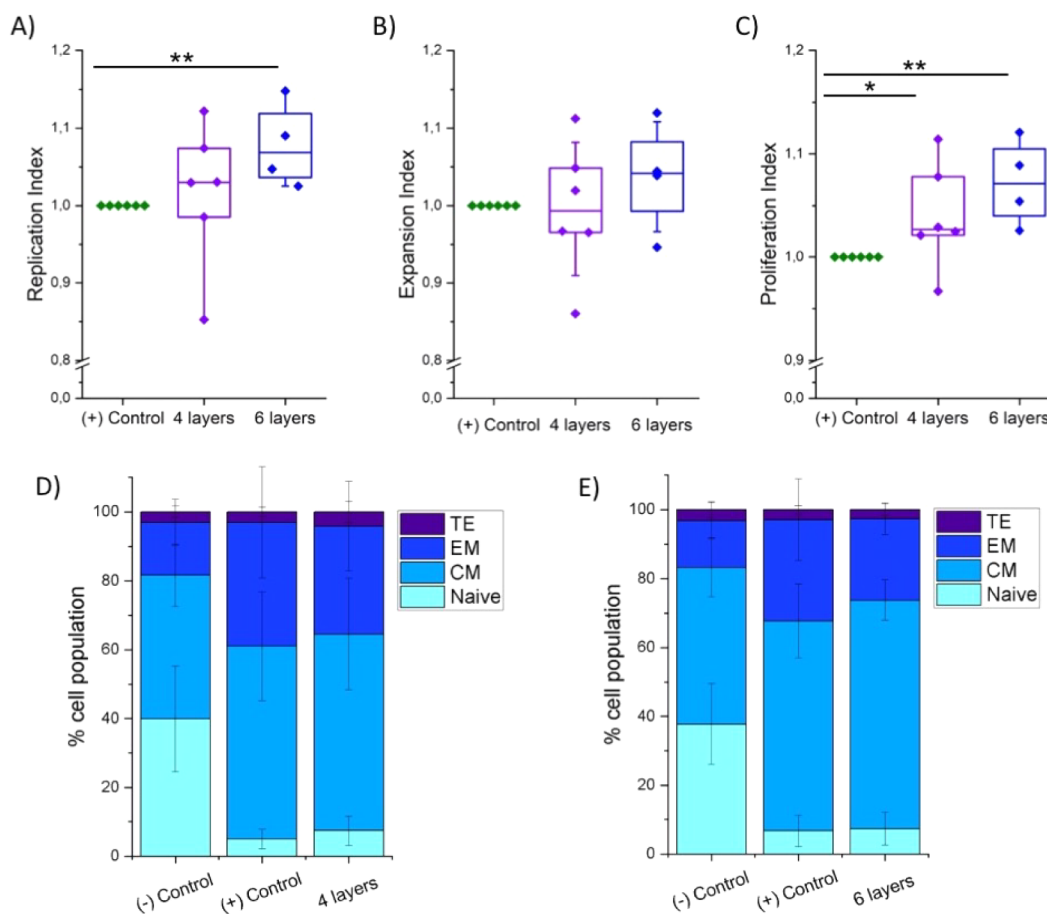 A)
**
Replication Index
1,2
1,1
1,0
0,9
0,8
0,0
(+) Control 4 layers 6 layers
B)
Expansion Index
1,2
1,1
1,0
0,9
0,8
0,0
(+) Control 4 layers 6 layers
C)
**
*
Proliferation Index
1,2
1,1
1,0
0,9
0,0
(+) Control 4 layers 6 layers
D)
% cell population
100
80
60
40
20
0
(-) Control (+) Control 4 layers
TE
EM
CM
Naive
E)
% cell population
100
80
60
40
20
0
(-) Control (+) Control 6 layers
TE
EM
CM
Naive